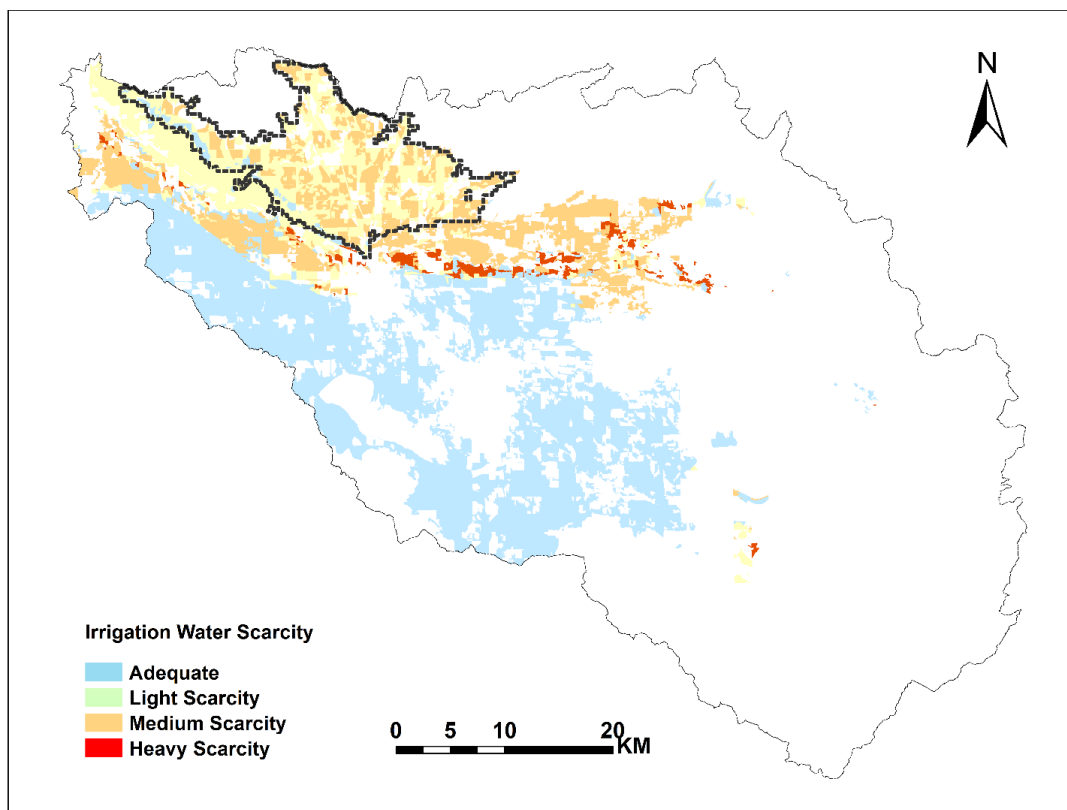 N
Irrigation Water Scarcity
Adequate
Light Scarcity
Medium Scarcity
Heavy Scarcity
0 5 10 20
KM